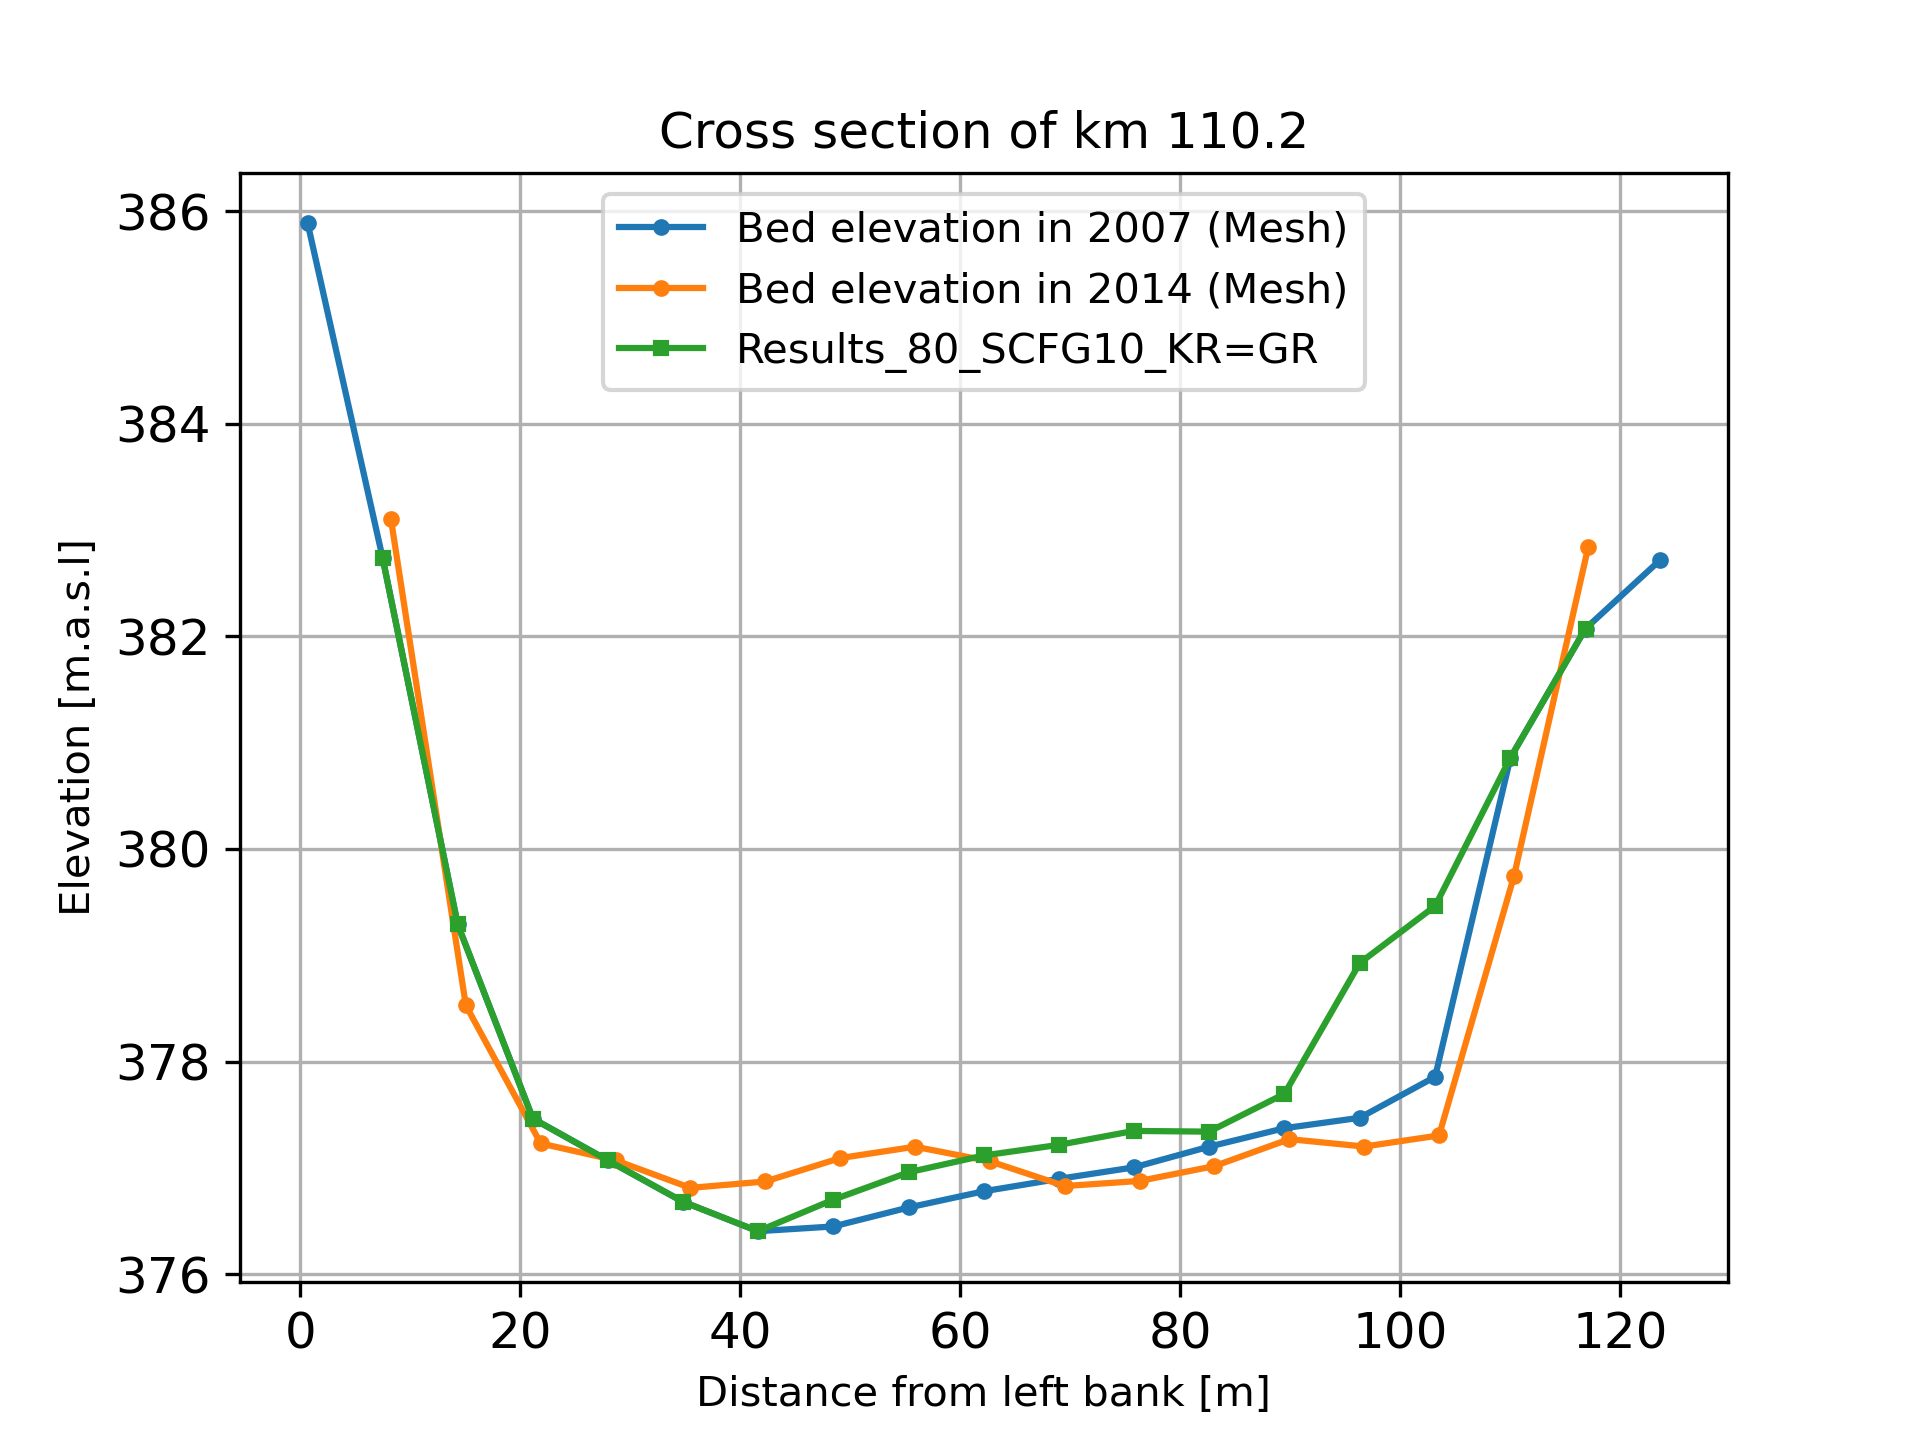 Cross section of km 110.2
Bed elevation in 2007 (Mesh)
Bed elevation in 2014 (Mesh)
Results_80_SCFG10_KR=GR
Elevation [m.a.s.l]
386
384
382
380
378
376
0 20 40 60 80 100 120
Distance from left bank [m]